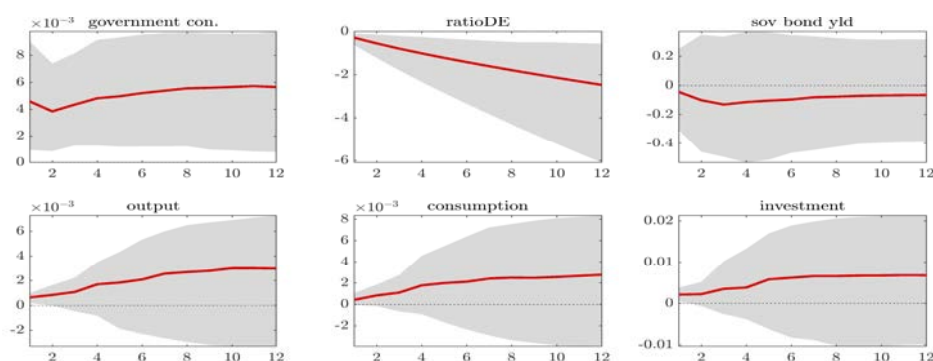 ×10⁻³ government con.
8
6
4
2
0
2 4 6 8 10 12
ratioDE
0
-2
-4
-6
2 4 6 8 10 12
sov bond yld
0.2
0
-0.2
-0.4
2 4 6 8 10 12
×10⁻³ output
6
4
2
0
-2
2 4 6 8 10 12
×10⁻³ consumption
8
6
4
2
0
-2
2 4 6 8 10 12
investment
0.02
0.01
0
-0.01
2 4 6 8 10 12